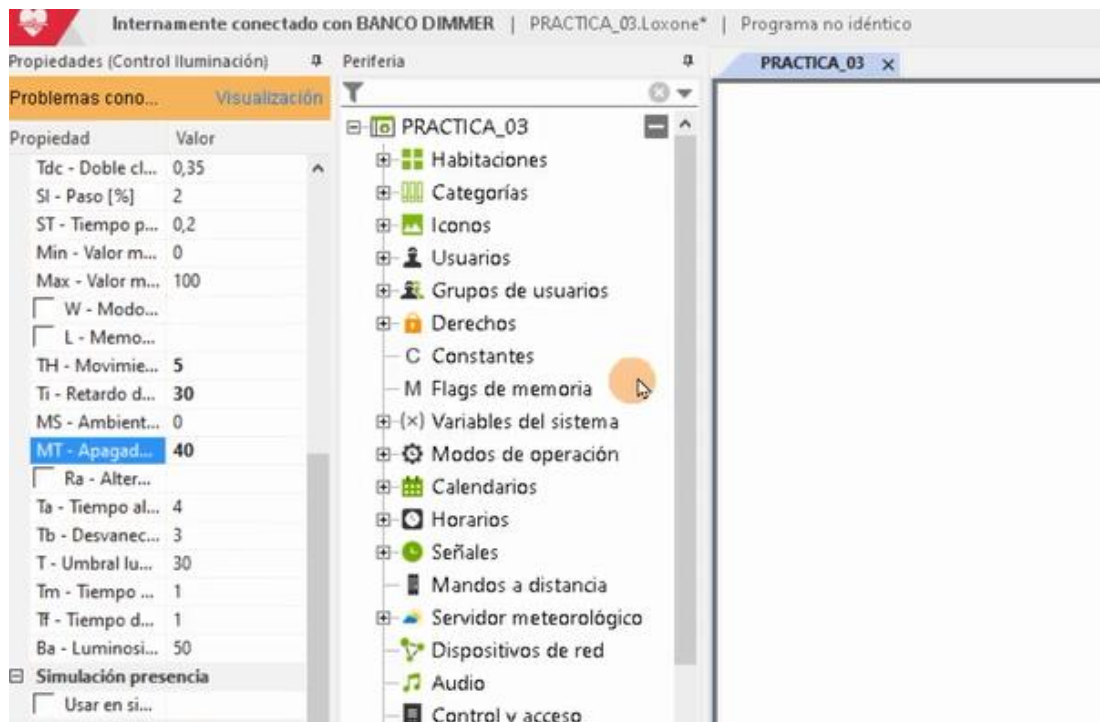 Internamente conectado con BANCO DIMMER | PRACTICA_03.Loxone* | Programa no idéntico
Propiedades (Control Iluminación)
Problemas cono... Visualización
Propiedad Valor
Tdc - Doble cl... 0,35
SI - Paso [%] 2
ST - Tiempo p... 0,2
Min - Valor m... 0
Max - Valor m... 100
W - Modo...
L - Memo...
TH - Movimie... 5
Ti - Retardo d... 30
MS - Ambient... 0
MT - Apagad... 40
Ra - Alter...
Ta - Tiempo al... 4
Tb - Desvanec... 3
T - Umbral lu... 30
Tm - Tiempo ... 1
Tf - Tiempo d... 1
Ba - Luminosi... 50
Simulación presencia
Usar en si...
Periferia
PRACTICA_03
Habitaciones
Categorías
Iconos
Usuarios
Grupos de usuarios
Derechos
C Constantes
M Flags de memoria
(×) Variables del sistema
Modos de operación
Calendarios
Horarios
Señales
Mandos a distancia
Servidor meteorológico
Dispositivos de red
Audio
Control y acceso
PRACTICA_03 ×